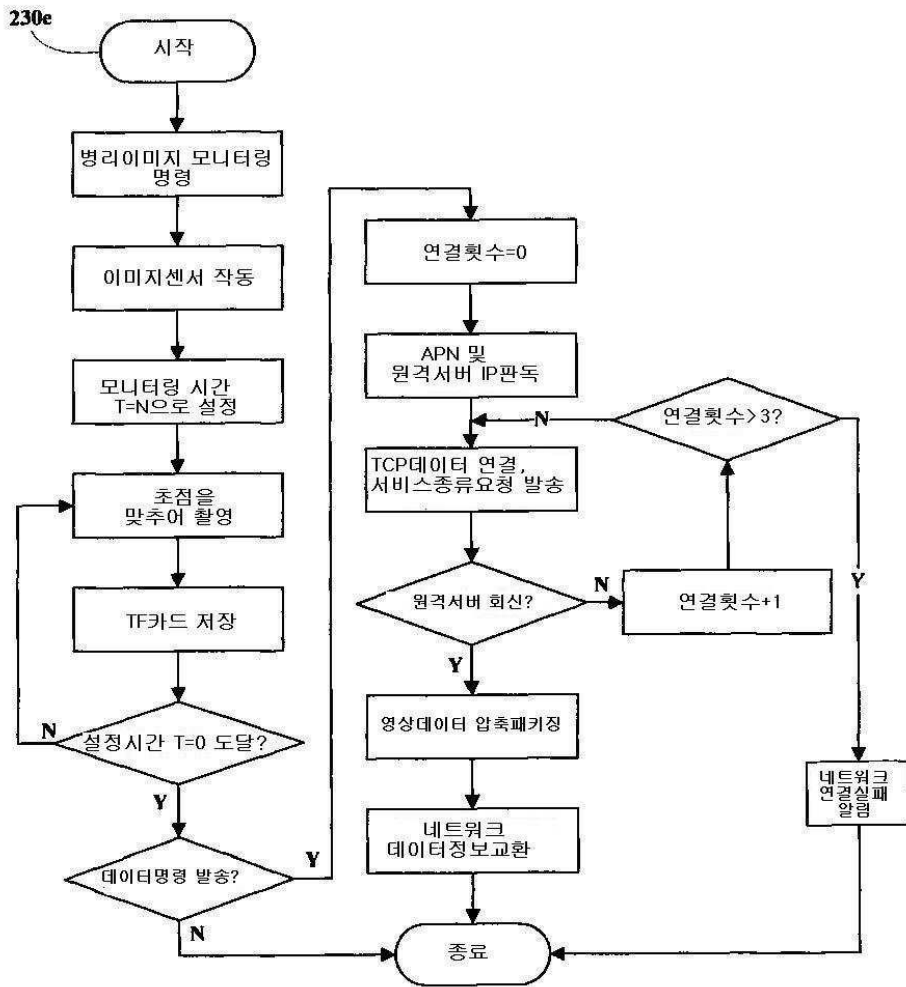 230e
시작
병리이미지 모니터링
명령
이미지센서 작동
모니터링 시간
T=N으로 설정
초점을
맞추어 촬영
TF카드 저장
설정시간 T=0 도달?
N
Y
데이터명령 발송?
Y
N
연결횟수=0
APN 및
원격서버 IP판독
TCP데이터 연결,
서비스종류요청 발송
원격서버 회신?
N
Y
연결횟수+1
연결횟수>3?
N
Y
영상데이터 압축패키징
네트워크
데이터정보교환
네트워크
연결실패
알림
종료